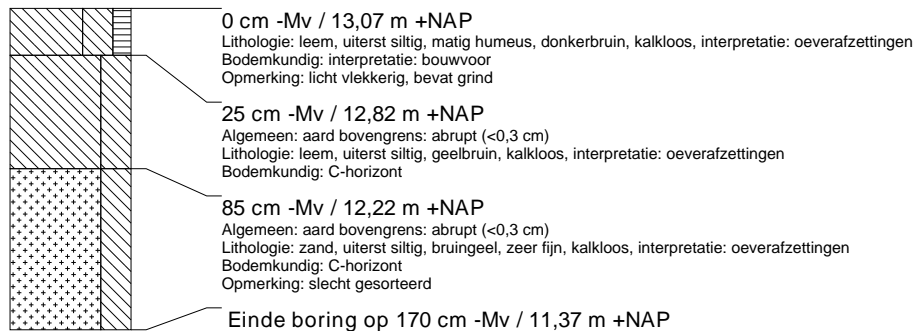 0 cm -Mv / 13,07 m +NAP
Lithologie: leem, uiterst siltig, matig humeus, donkerbruin, kalkloos, interpretatie: oeverafzettingen
Bodemkundig: interpretatie: bouwvoor
Opmerking: licht vlekkerig, bevat grind
25 cm -Mv / 12,82 m +NAP
Algemeen: aard bovengrens: abrupt (<0,3 cm)
Lithologie: leem, uiterst siltig, geelbruin, kalkloos, interpretatie: oeverafzettingen
Bodemkundig: C-horizont
85 cm -Mv / 12,22 m +NAP
Algemeen: aard bovengrens: abrupt (<0,3 cm)
Lithologie: zand, uiterst siltig, bruingeel, zeer fijn, kalkloos, interpretatie: oeverafzettingen
Bodemkundig: C-horizont
Opmerking: slecht gesorteerd
Einde boring op 170 cm -Mv / 11,37 m +NAP